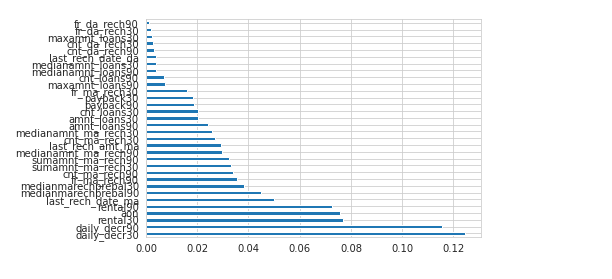 fr_da_rech90
fr_da_rech30
maxamnt_loans30
cnt_da_rech30
cnt_da_rech90
last_rech_date_da
medianamnt_loans30
medianamnt_loans90
cnt_loans90
maxamnt_loans90
fr_ma_rech30
payback30
payback90
cnt_loans30
amnt_loans30
amnt_loans90
medianamnt_ma_rech30
cnt_ma_rech30
last_rech_amt_ma
medianamnt_ma_rech90
sumamnt_ma_rech90
sumamnt_ma_rech30
cnt_ma_rech90
fr_ma_rech90
medianmarechprebal30
medianmarechprebal90
last_rech_date_ma
rental90
aon
rental30
daily_decr90
daily_decr30
0.00 0.02 0.04 0.06 0.08 0.10 0.12